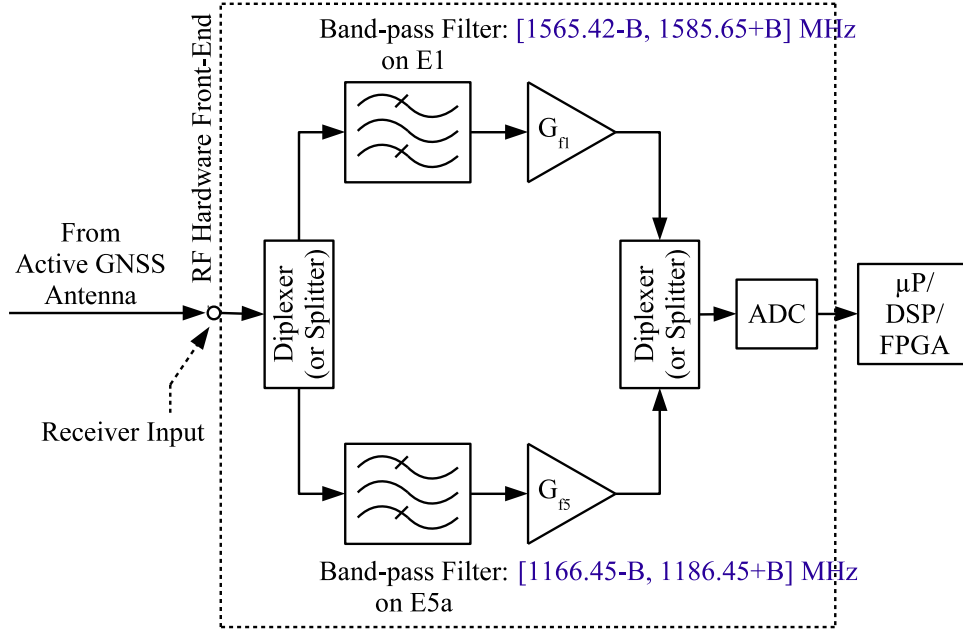 Band-pass Filter: [1565.42-B, 1585.65+B] MHz
on E1
RF Hardware Front-End
G_f1
From
Active GNSS
Antenna
Diplexer
(or Splitter)
Diplexer
(or Splitter)
ADC
µP/
DSP/
FPGA
Receiver Input
G_f5
Band-pass Filter: [1166.45-B, 1186.45+B] MHz
on E5a